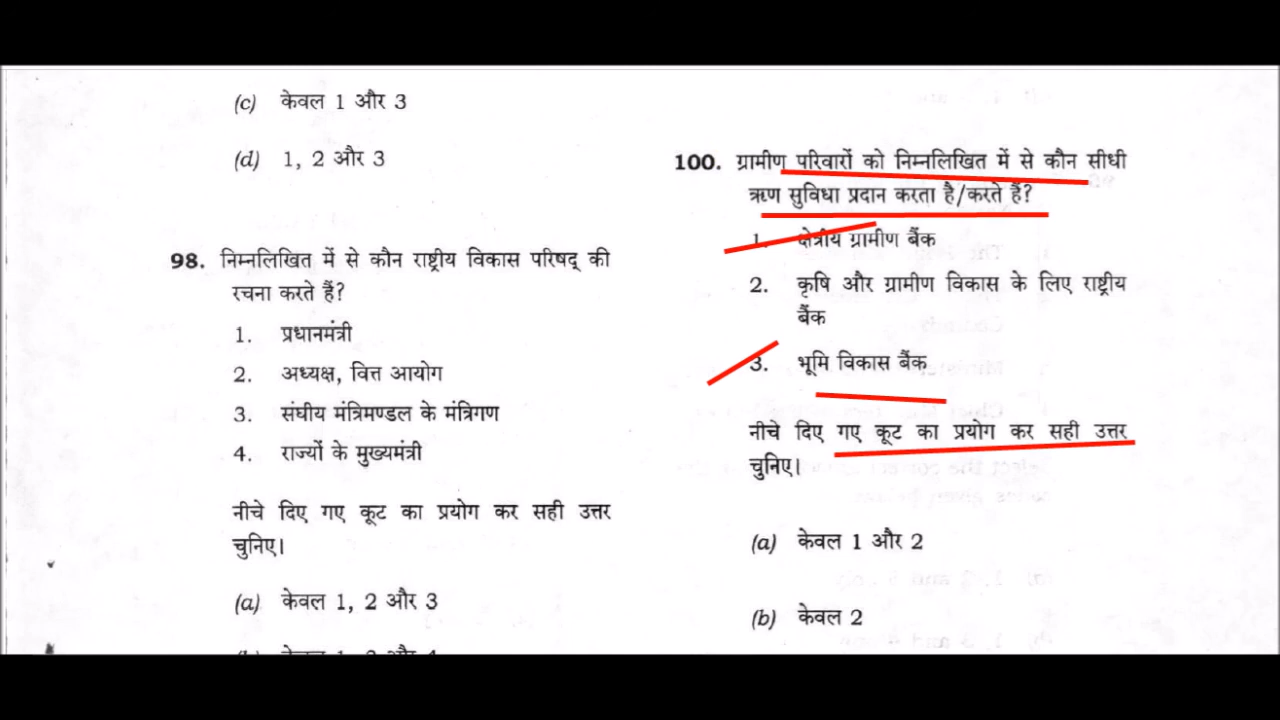 (c) केवल 1 और 3
(d) 1, 2 और 3
98. निम्नलिखित में से कौन राष्ट्रीय विकास परिषद् की
रचना करते हैं?
1. प्रधानमंत्री
2. अध्यक्ष, वित्त आयोग
3. संघीय मंत्रिमण्डल के मंत्रिगण
4. राज्यों के मुख्यमंत्री
नीचे दिए गए कूट का प्रयोग कर सही उत्तर
चुनिए।
(a) केवल 1, 2 और 3
100. ग्रामीण परिवारों को निम्नलिखित में से कौन सीधी
ऋण सुविधा प्रदान करता है/करते हैं?
1. क्षेत्रीय ग्रामीण बैंक
2. कृषि और ग्रामीण विकास के लिए राष्ट्रीय
बैंक
3. भूमि विकास बैंक
नीचे दिए गए कूट का प्रयोग कर सही उत्तर
चुनिए।
(a) केवल 1 और 2
(b) केवल 2